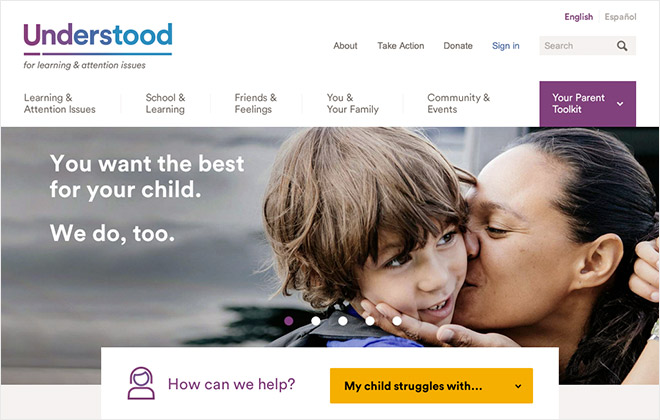 English Español
Understood
for learning & attention issues
About Take Action Donate Sign in Search
Learning &
Attention Issues
School &
Learning
Friends &
Feelings
You &
Your Family
Community &
Events
Your Parent
Toolkit
You want the best
for your child.
We do, too.
How can we help?
My child struggles with...